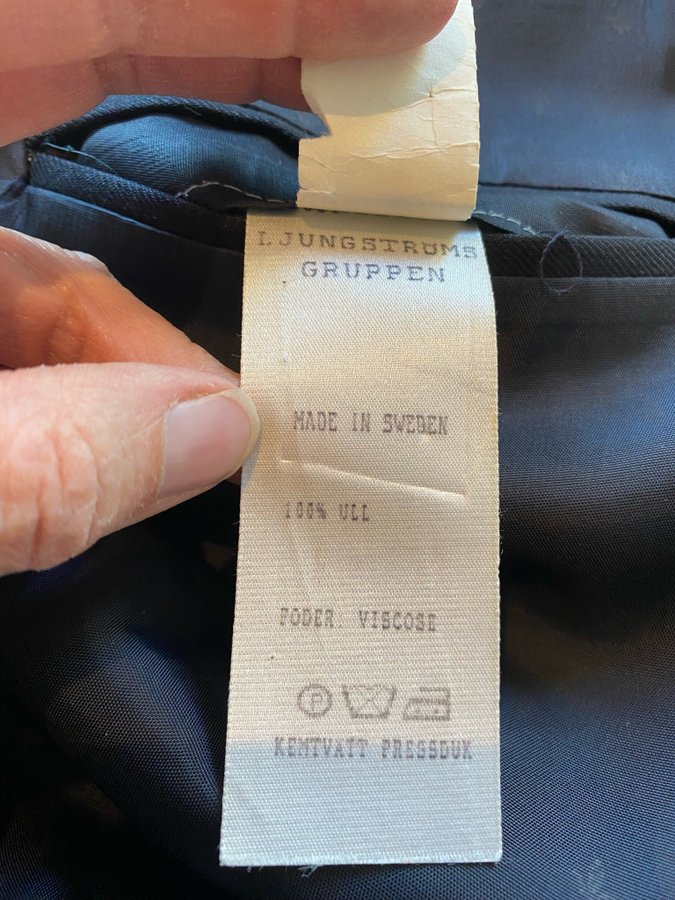 LJUNGSTRÖMS
GRUPPEN
MADE IN SWEDEN
100% ULL
FODER: VISCOSE
P
KEMTVÄTT PRESSDUK